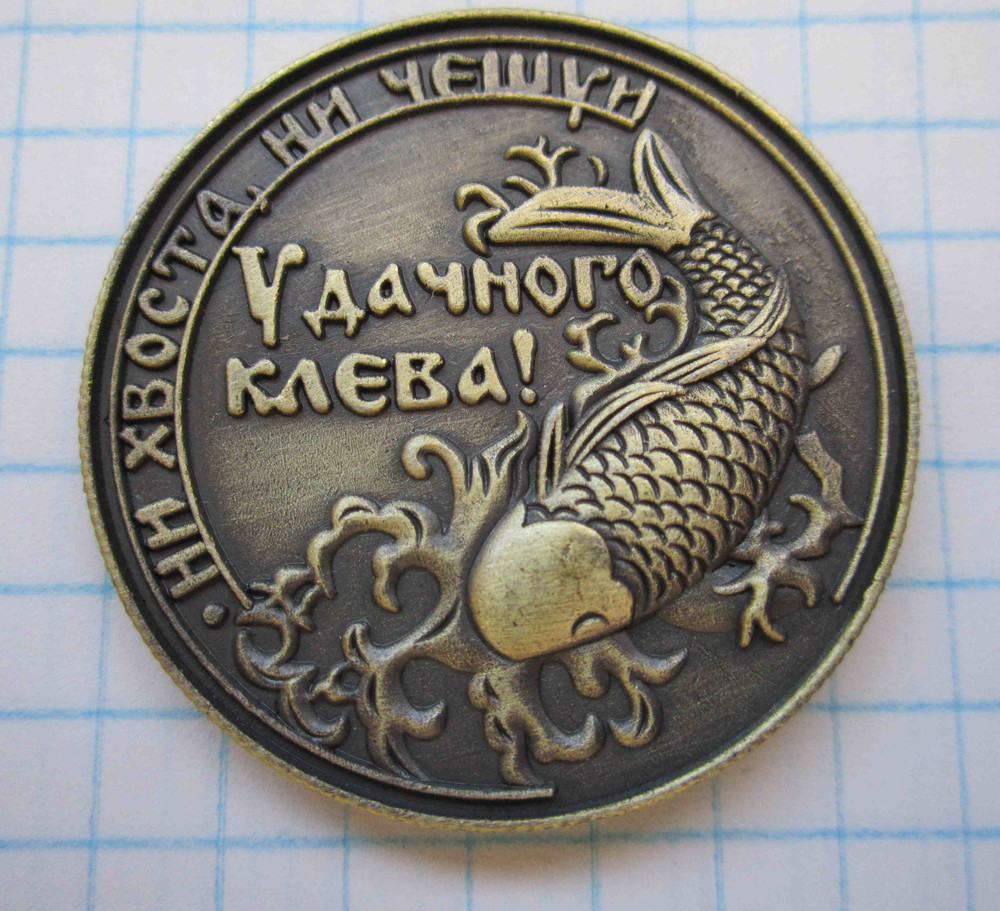 · НИ ХВОСТА, НИ ЧЕШУИ
Удачного
клева!